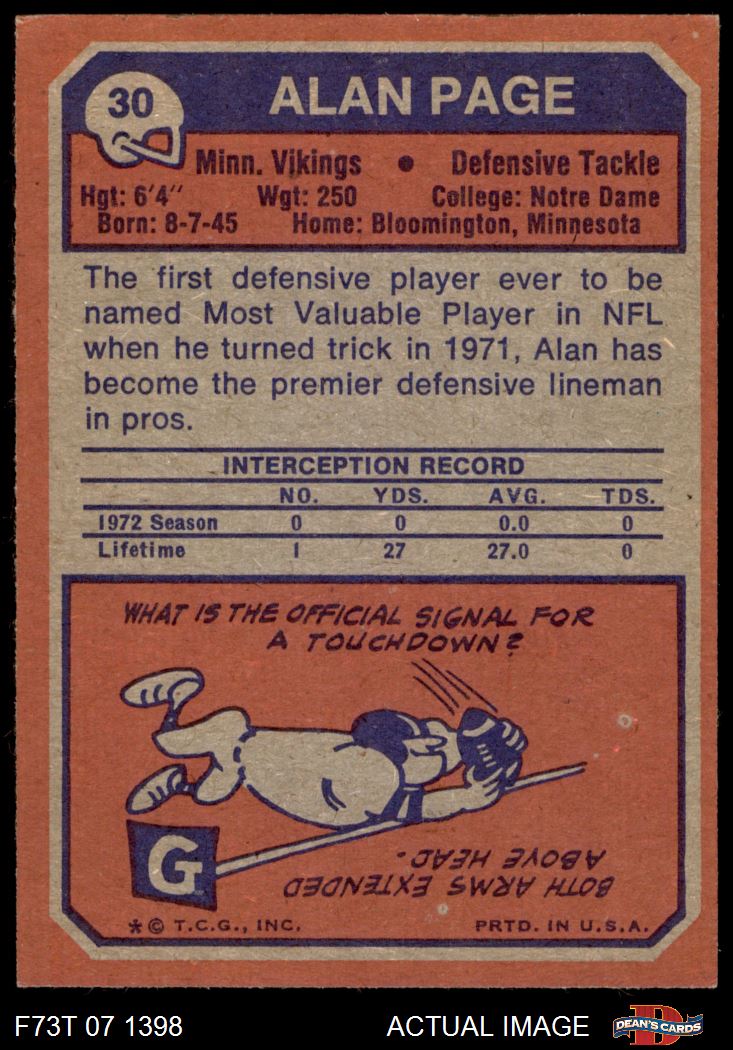 30
ALAN PAGE
Minn. Vikings • Defensive Tackle
Hgt: 6'4" Wgt: 250 College: Notre Dame
Born: 8-7-45 Home: Bloomington, Minnesota
The first defensive player ever to be
named Most Valuable Player in NFL
when he turned trick in 1971, Alan has
become the premier defensive lineman
in pros.
INTERCEPTION RECORD
NO. YDS. AVG. TDS.
1972 Season 0 0 0.0 0
Lifetime 1 27 27.0 0
WHAT IS THE OFFICIAL SIGNAL FOR
A TOUCHDOWN?
G
BOTH ARMS EXTENDED
ABOVE HEAD.
* © T.C.G., INC. PRTD. IN U.S.A.
F73T 07 1398 ACTUAL IMAGE
D
DEAN'S CARDS